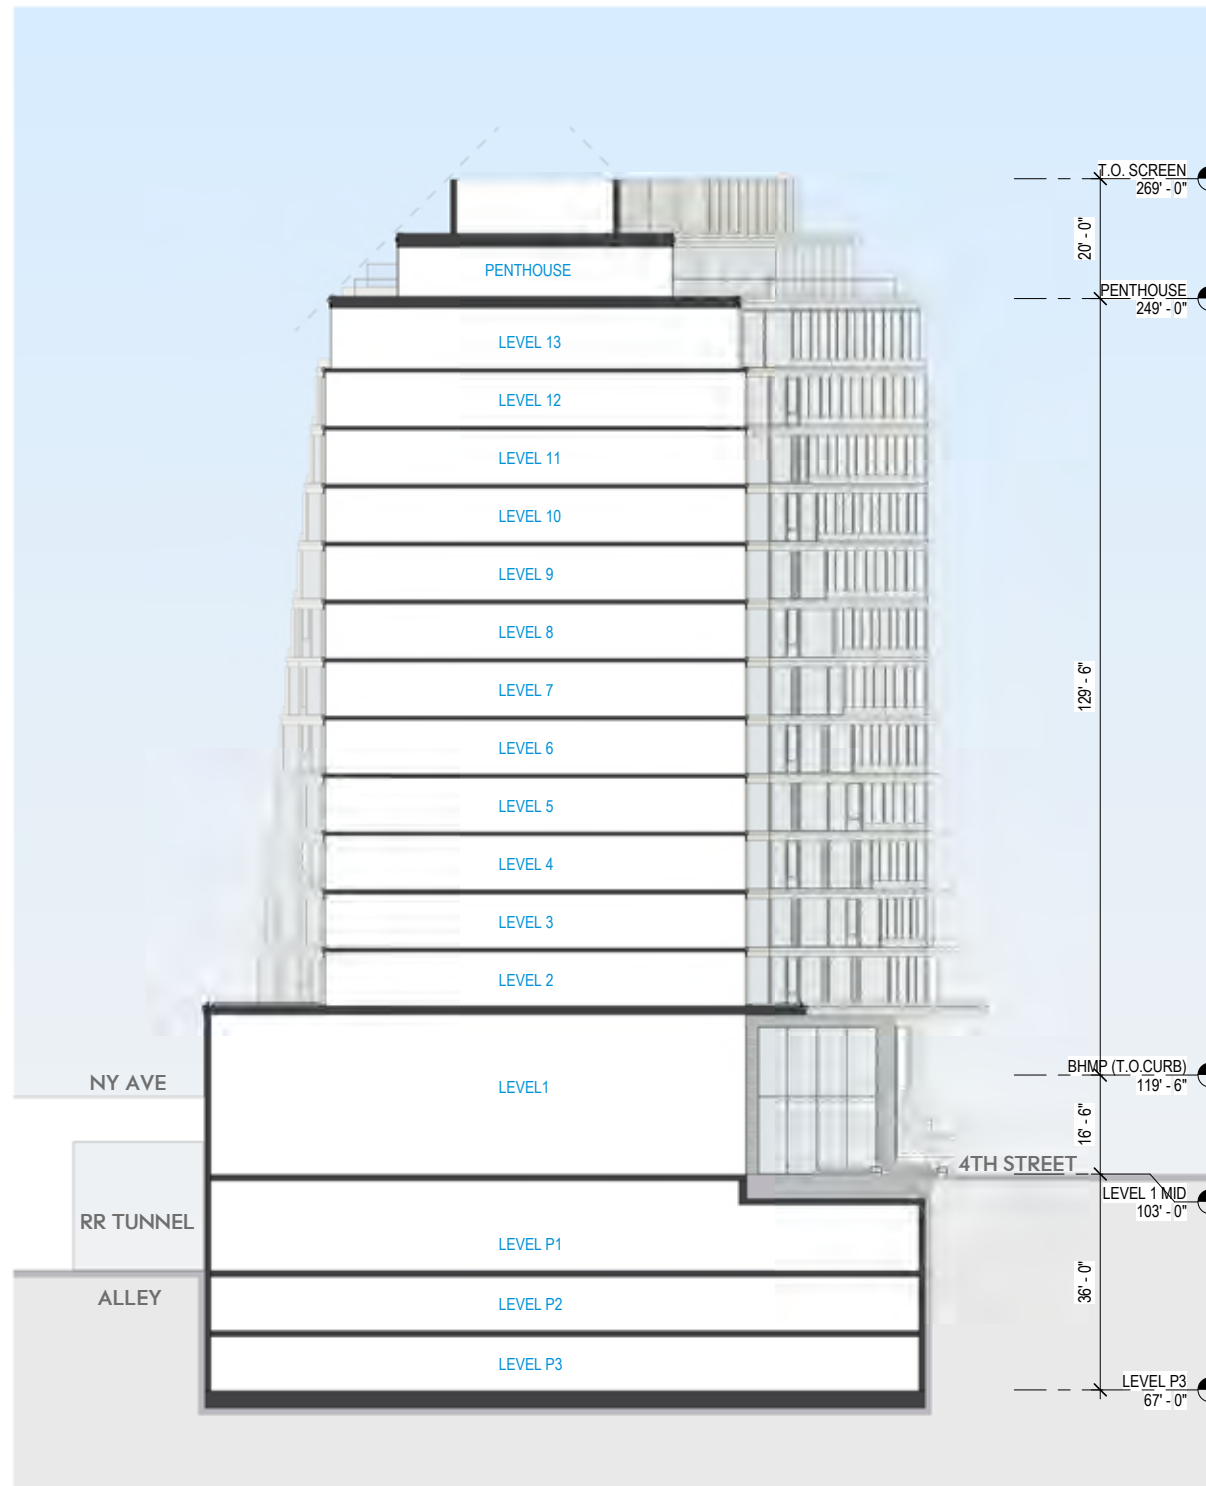 T.O. SCREEN
269' - 0"
20' - 0"
PENTHOUSE
PENTHOUSE
249' - 0"
LEVEL 13
LEVEL 12
LEVEL 11
LEVEL 10
LEVEL 9
LEVEL 8
LEVEL 7
129' - 6"
LEVEL 6
LEVEL 5
LEVEL 4
LEVEL 3
LEVEL 2
BHMP (T.O.CURB)
119' - 6"
NY AVE
LEVEL1
16' - 6"
4TH STREET
LEVEL 1 MID
103' - 0"
RR TUNNEL
LEVEL P1
36' - 0"
ALLEY
LEVEL P2
LEVEL P3
LEVEL P3
67' - 0"